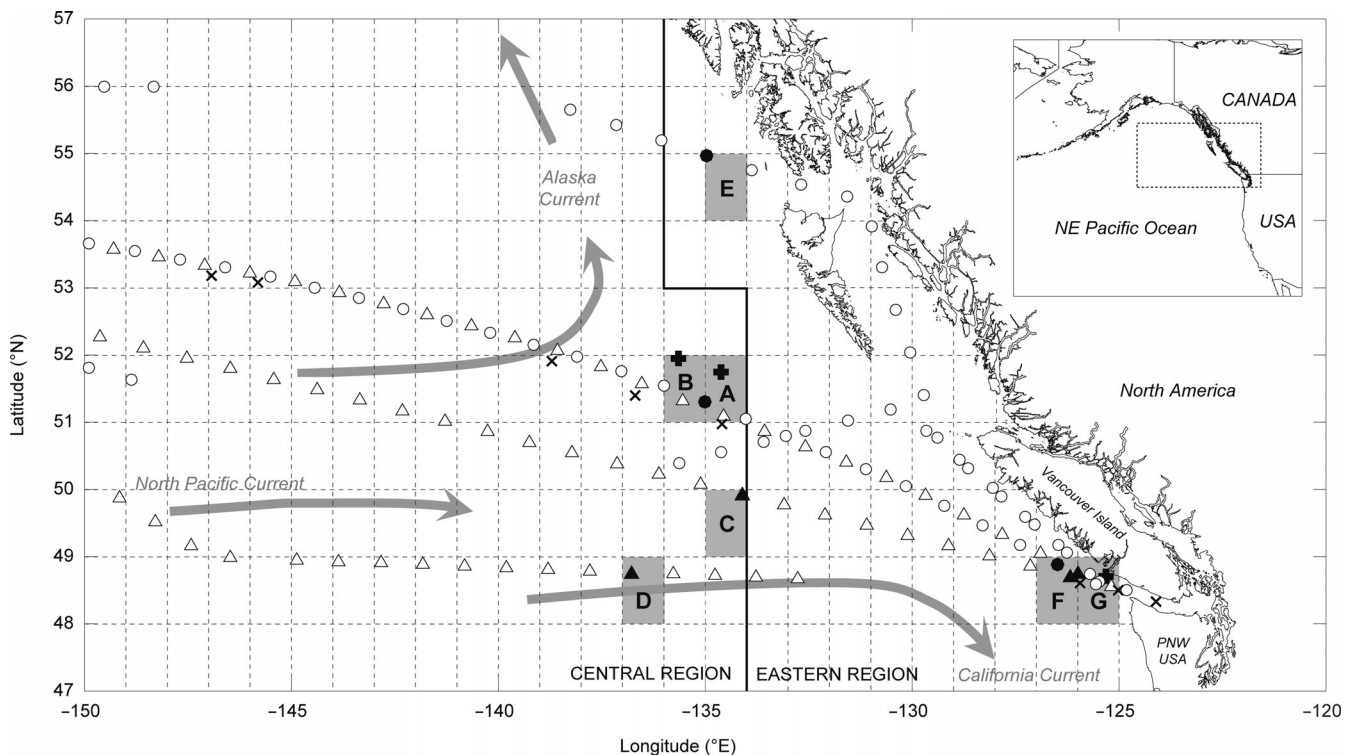 57
56
55
54
53
52
51
50
49
48
47
Latitude (°N)
CANADA
USA
NE Pacific Ocean
Alaska
Current
E
B
A
North America
North Pacific Current
Vancouver Island
C
D
F
G
PNW
USA
CENTRAL REGION
EASTERN REGION
California Current
−150
−145
−140
−135
−130
−125
−120
Longitude (°E)